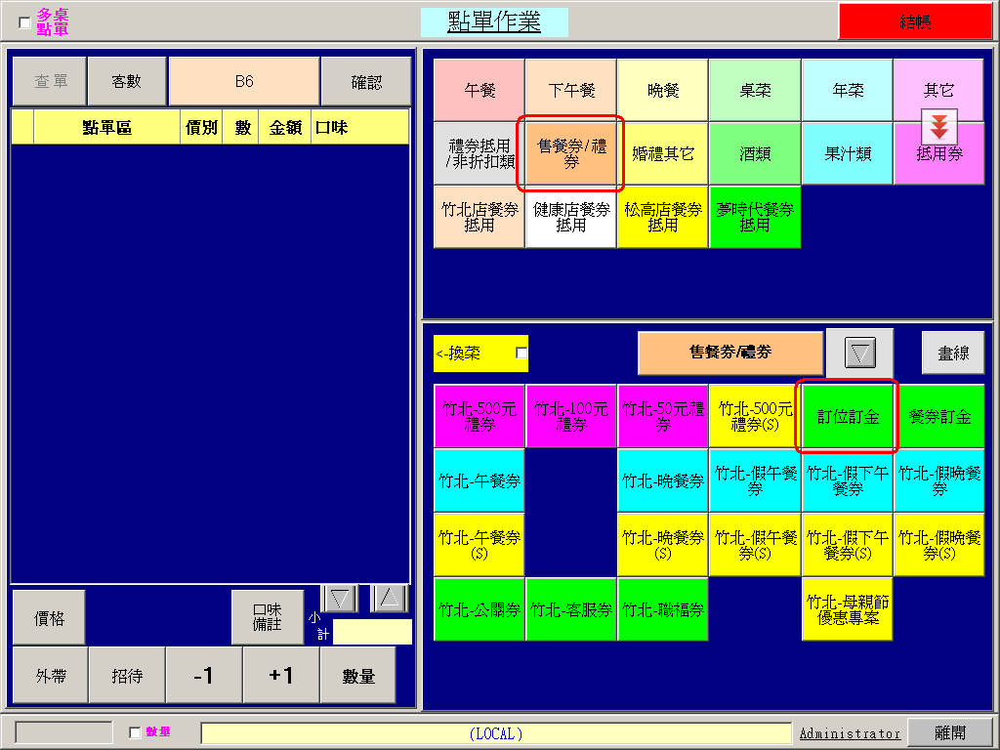 多桌
點單
點單作業
結帳
查單
客數
B6
確認
點單區
價別
數
金額
口味
午餐
下午餐
晚餐
桌菜
年菜
其它
禮券抵用
/非折扣類
售餐券/禮
券
婚禮其它
酒類
果汁類
抵用券
竹北店餐券
抵用
健康店餐券
抵用
松高店餐券
抵用
夢時代餐券
抵用
<-換菜
售餐券/禮券
畫線
竹北-500元
禮券
竹北-100元
禮券
竹北-50元禮
券
竹北-500元
禮券(S)
訂位訂金
餐券訂金
竹北-午餐券
竹北-晚餐券
竹北-假午餐
券
竹北-假下午
餐券
竹北-假晚餐
券
竹北-午餐券
(S)
竹北-晚餐券
(S)
竹北-假午餐
券(S)
竹北-假下午
餐券(S)
竹北-假晚餐
券(S)
竹北-公關券
竹北-客服券
竹北-職福券
竹北-母親節
優惠專案
價格
口味
備註
小
計
外帶
招待
-1
+1
數量
數量
(LOCAL)
Administrator
離開